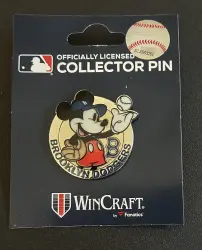 OFFICIALLY LICENSED
COLLECTOR PIN
BROOKLYN DODGERS
WINCRAFT
by Fanatics